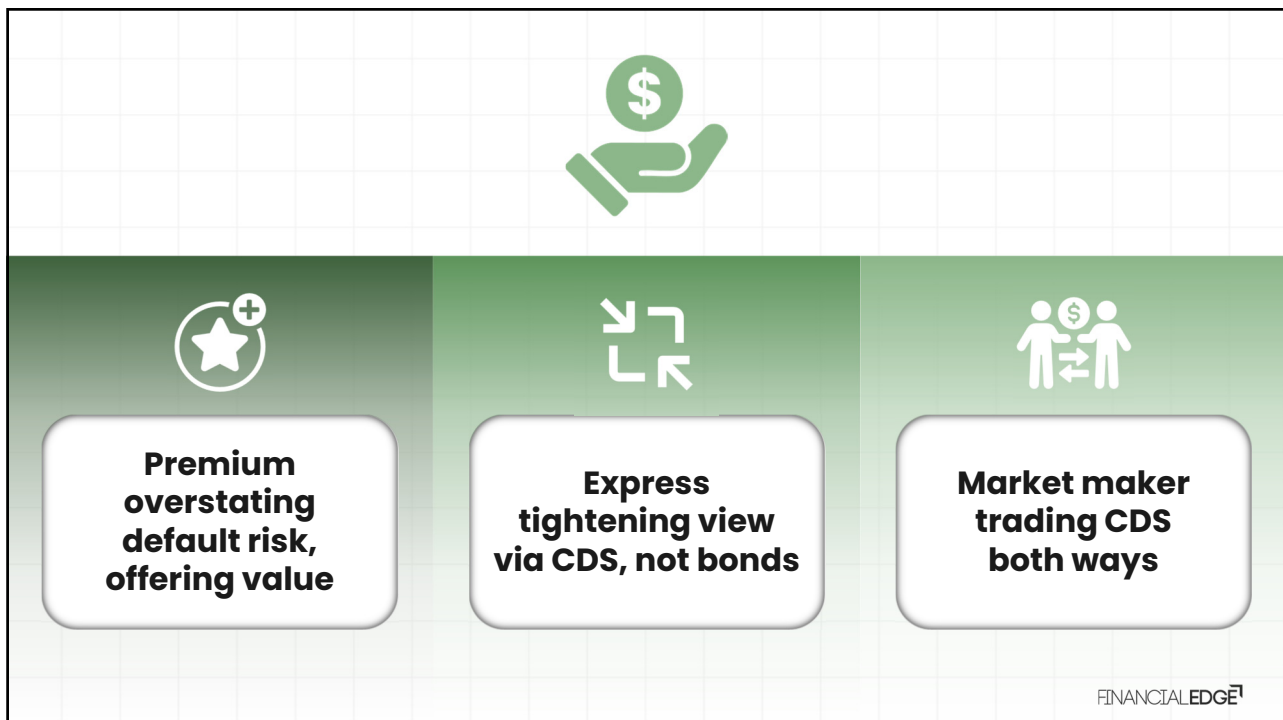 $
Premium
overstating
default risk,
offering value
Express
tightening view
via CDS, not bonds
$
Market maker
trading CDS
both ways
FINANCIALEDGE